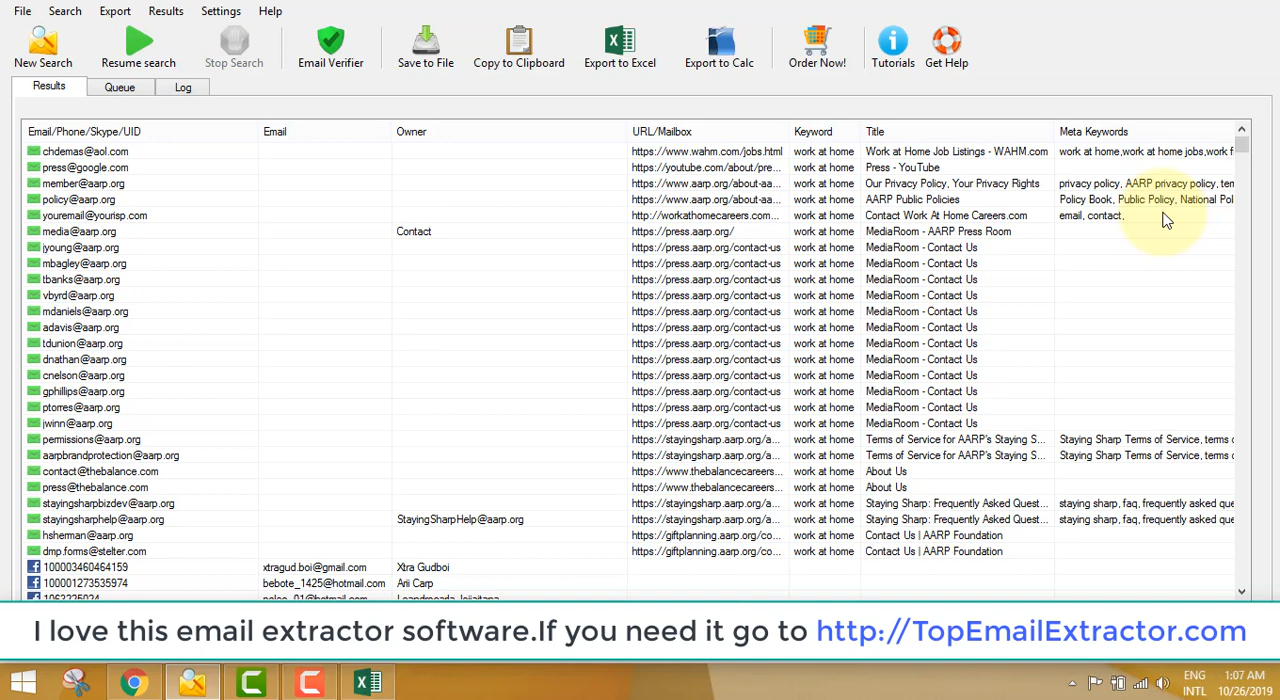 File Search Export Results Settings Help
New Search Resume search Stop Search Email Verifier Save to File Copy to Clipboard Export to Excel Export to Calc Order Now! Tutorials Get Help
Results Queue Log
Email/Phone/Skype/UID Email Owner URL/Mailbox Keyword Title Meta Keywords
chdemas@aol.com https://www.wahm.com/jobs.html work at home Work at Home Job Listings - WAHM.com work at home,work at home jobs,work f
press@google.com https://youtube.com/about/pre... work at home Press - YouTube
member@aarp.org https://www.aarp.org/about-aa... work at home Our Privacy Policy, Your Privacy Rights privacy policy, AARP privacy policy, ter
policy@aarp.org https://www.aarp.org/about-aa... work at home AARP Public Policies Policy Book, Public Policy, National Pol
youremail@yourisp.com http://workathomecareers.com... work at home Contact Work At Home Careers.com email, contact,
media@aarp.org Contact https://press.aarp.org/ work at home MediaRoom - AARP Press Room
jyoung@aarp.org https://press.aarp.org/contact-us work at home MediaRoom - Contact Us
mbagley@aarp.org https://press.aarp.org/contact-us work at home MediaRoom - Contact Us
tbanks@aarp.org https://press.aarp.org/contact-us work at home MediaRoom - Contact Us
vbyrd@aarp.org https://press.aarp.org/contact-us work at home MediaRoom - Contact Us
mdaniels@aarp.org https://press.aarp.org/contact-us work at home MediaRoom - Contact Us
adavis@aarp.org https://press.aarp.org/contact-us work at home MediaRoom - Contact Us
tdunion@aarp.org https://press.aarp.org/contact-us work at home MediaRoom - Contact Us
dnathan@aarp.org https://press.aarp.org/contact-us work at home MediaRoom - Contact Us
cnelson@aarp.org https://press.aarp.org/contact-us work at home MediaRoom - Contact Us
gphillips@aarp.org https://press.aarp.org/contact-us work at home MediaRoom - Contact Us
ptorres@aarp.org https://press.aarp.org/contact-us work at home MediaRoom - Contact Us
jwinn@aarp.org https://press.aarp.org/contact-us work at home MediaRoom - Contact Us
permissions@aarp.org https://stayingsharp.aarp.org/a... work at home Terms of Service for AARP's Staying S... Staying Sharp Terms of Service, terms o
aarpbrandprotection@aarp.org https://stayingsharp.aarp.org/a... work at home Terms of Service for AARP's Staying S... Staying Sharp Terms of Service, terms o
contact@thebalance.com https://www.thebalancecareers... work at home About Us
press@thebalance.com https://www.thebalancecareers... work at home About Us
stayingsharpbizdev@aarp.org https://stayingsharp.aarp.org/a... work at home Staying Sharp: Frequently Asked Quest... staying sharp, faq, frequently asked que
stayingsharphelp@aarp.org StayingSharpHelp@aarp.org https://stayingsharp.aarp.org/a... work at home Staying Sharp: Frequently Asked Quest... staying sharp, faq, frequently asked que
hsherman@aarp.org https://giftplanning.aarp.org/co... work at home Contact Us | AARP Foundation
dmp.forms@stelter.com https://giftplanning.aarp.org/co... work at home Contact Us | AARP Foundation
100003460464159 xtragud.boi@gmail.com Xtra Gudboi
100001273535974 bebote_1425@hotmail.com Arii Carp
I love this email extractor software.If you need it go to http://TopEmailExtractor.com
ENG 1:07 AM
INTL 10/26/2019